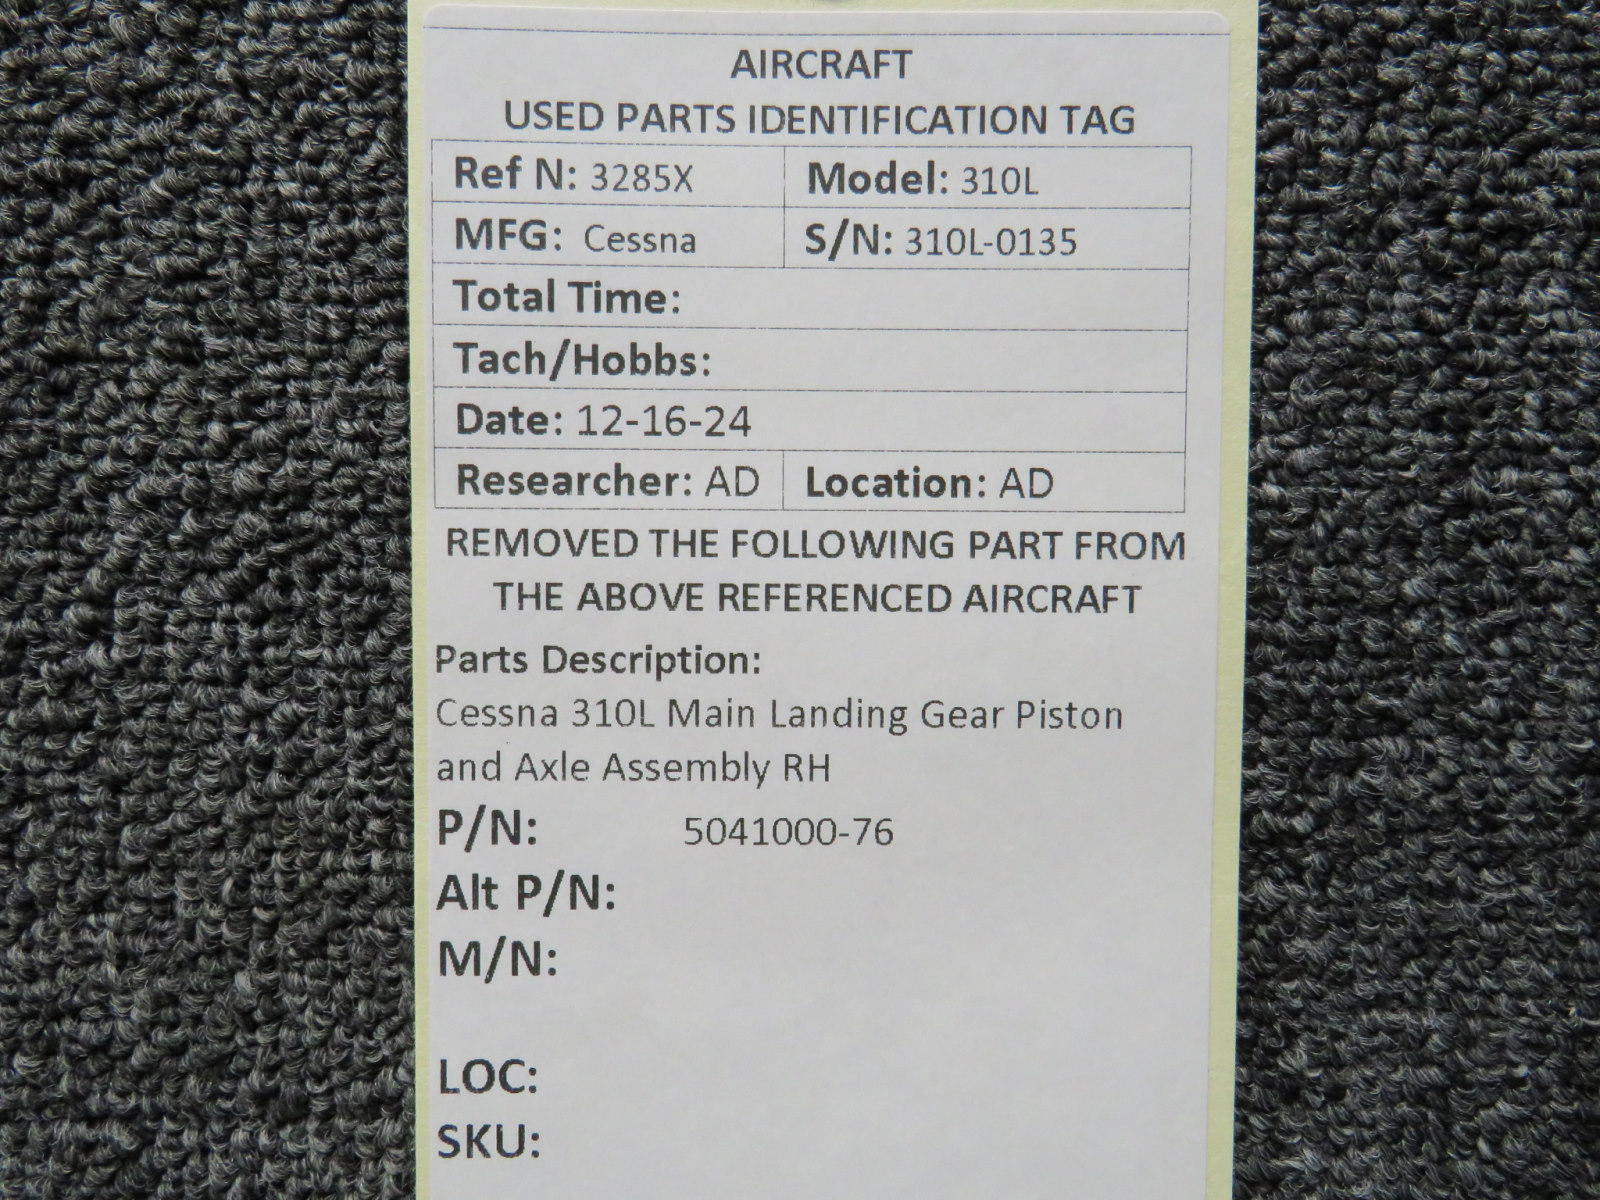 AIRCRAFT
USED PARTS IDENTIFICATION TAG
Ref N: 3285X Model: 310L
MFG: Cessna S/N: 310L-0135
Total Time:
Tach/Hobbs:
Date: 12-16-24
Researcher: AD Location: AD
REMOVED THE FOLLOWING PART FROM
THE ABOVE REFERENCED AIRCRAFT
Parts Description:
Cessna 310L Main Landing Gear Piston
and Axle Assembly RH
P/N: 5041000-76
Alt P/N:
M/N:
LOC:
SKU: